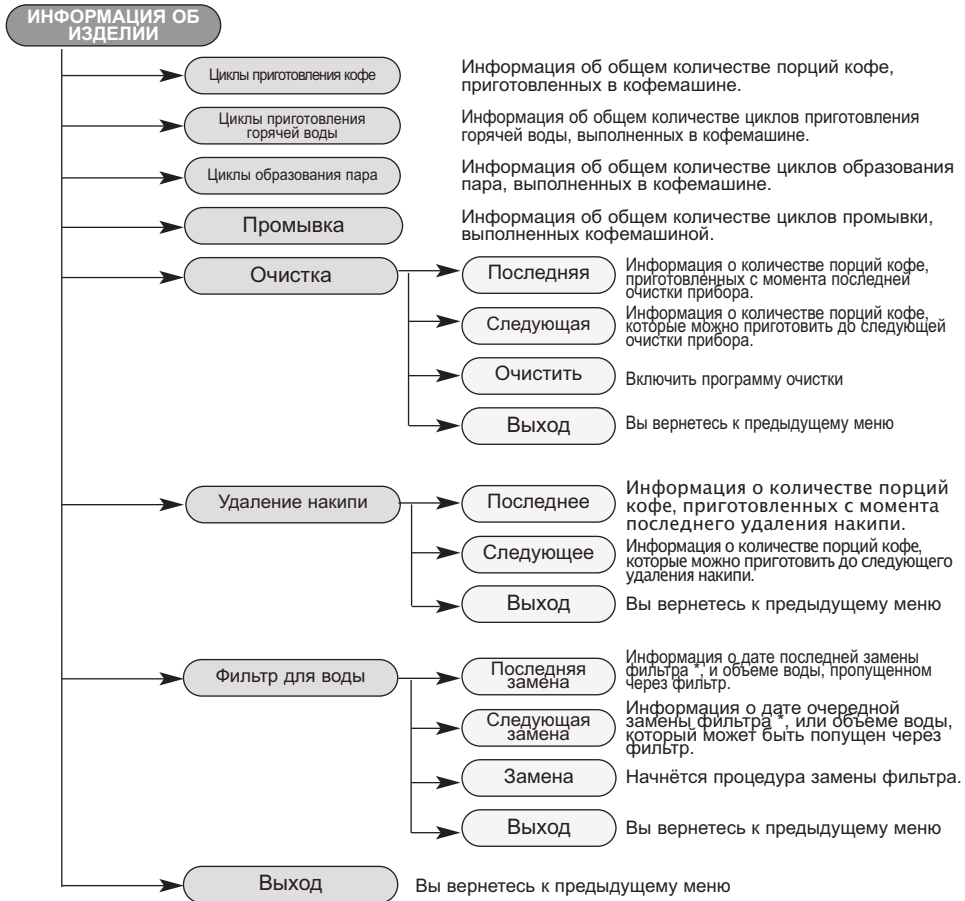 ИНФОРМАЦИЯ ОБ
ИЗДЕЛИИ
Циклы приготовления кофе
Информация об общем количестве порций кофе,
приготовленных в кофемашине.
Циклы приготовления
горячей воды
Информация об общем количестве циклов приготовления
горячей воды, выполненных в кофемашине.
Циклы образования пара
Информация об общем количестве циклов образования
пара, выполненных в кофемашине.
Промывка
Информация об общем количестве циклов промывки,
выполненных кофемашиной.
Очистка
Последняя
Информация о количестве порций кофе,
приготовленных с момента последней
очистки прибора.
Следующая
Информация о количестве порций кофе,
которые можно приготовить до следующей
очистки прибора.
Очистить
Включить программу очистки
Выход
Вы вернетесь к предыдущему меню
Удаление накипи
Последнее
Информация о количестве порций
кофе, приготовленных с момента
последнего удаления накипи.
Следующее
Информация о количестве порций кофе,
которые можно приготовить до следующего
удаления накипи.
Выход
Вы вернетесь к предыдущему меню
Фильтр для воды
Последняя
замена
Информация о дате последней замены
фильтра *, и объеме воды, пропущенном
через фильтр.
Следующая
замена
Информация о дате очередной
замены фильтра *, или объеме воды,
который может быть попущен через
фильтр.
Замена
Начнётся процедура замены фильтра.
Выход
Вы вернетесь к предыдущему меню
Выход
Вы вернетесь к предыдущему меню